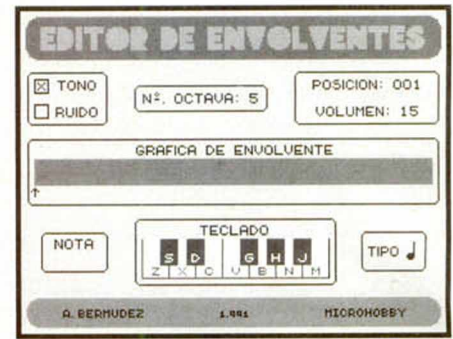 EDITOR DE ENVOLVENTES
TONO
RUIDO
Nº. OCTAVA: 5
POSICION: 001
VOLUMEN: 15
GRAFICA DE ENVOLVENTE
NOTA
TECLADO
S D G H J
Z X C V B N M
TIPO
A. BERMUDEZ 1.991 MICROHOBBY